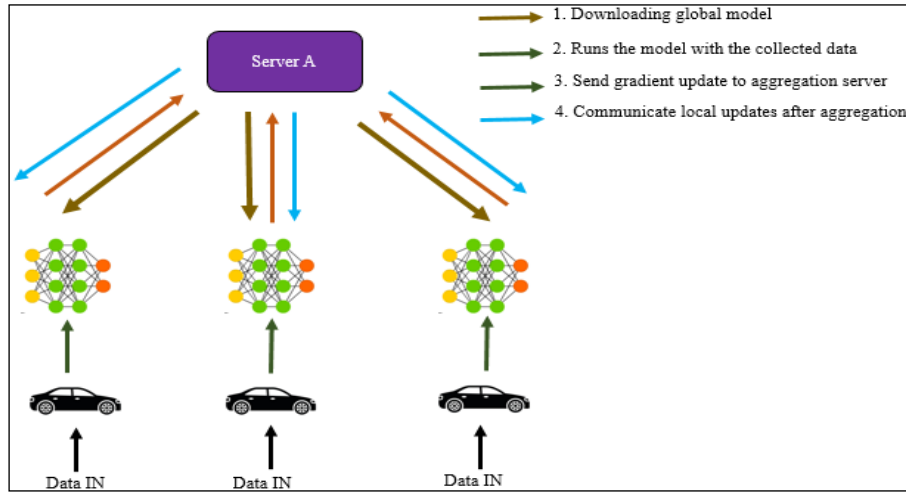 1. Downloading global model
2. Runs the model with the collected data
3. Send gradient update to aggregation server
4. Communicate local updates after aggregation
Server A
Data IN
Data IN
Data IN